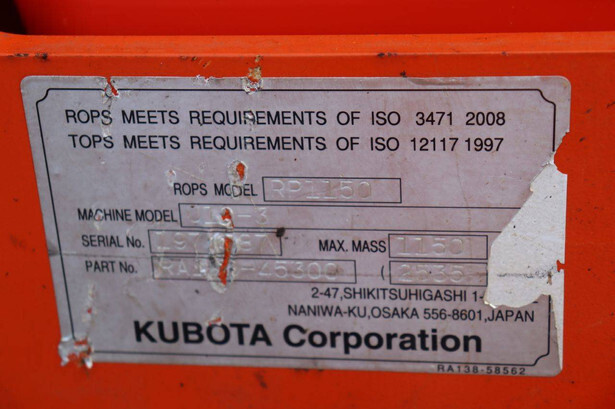 ROPS MEETS REQUIREMENTS OF ISO 3471 2008
TOPS MEETS REQUIREMENTS OF ISO 12117 1997
ROPS MODEL RP1150
MACHINE MODEL
SERIAL No. MAX. MASS 1150
PART No.
2-47,SHIKITSUHIGASHI
NANIWA-KU,OSAKA 556-8601,JAPAN
KUBOTA Corporation
RA138-58562